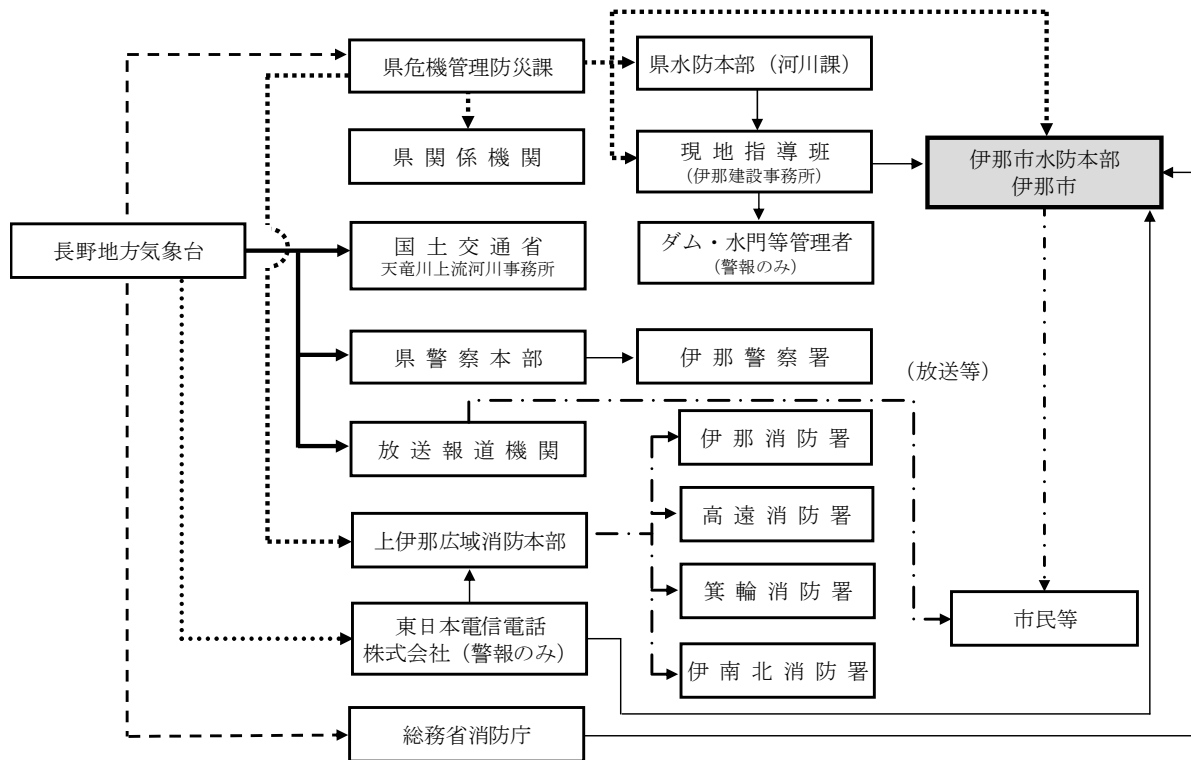 県危機管理防災課
県水防本部（河川課）
県関係機関
現地指導班
（伊那建設事務所）
伊那市水防本部
伊那市
長野地方気象台
国土交通省
天竜川上流河川事務所
ダム・水門等管理者
（警報のみ）
県警察本部
伊那警察署
（放送等）
放送報道機関
伊那消防署
上伊那広域消防本部
高遠消防署
東日本電信電話
株式会社（警報のみ）
箕輪消防署
市民等
伊南北消防署
総務省消防庁